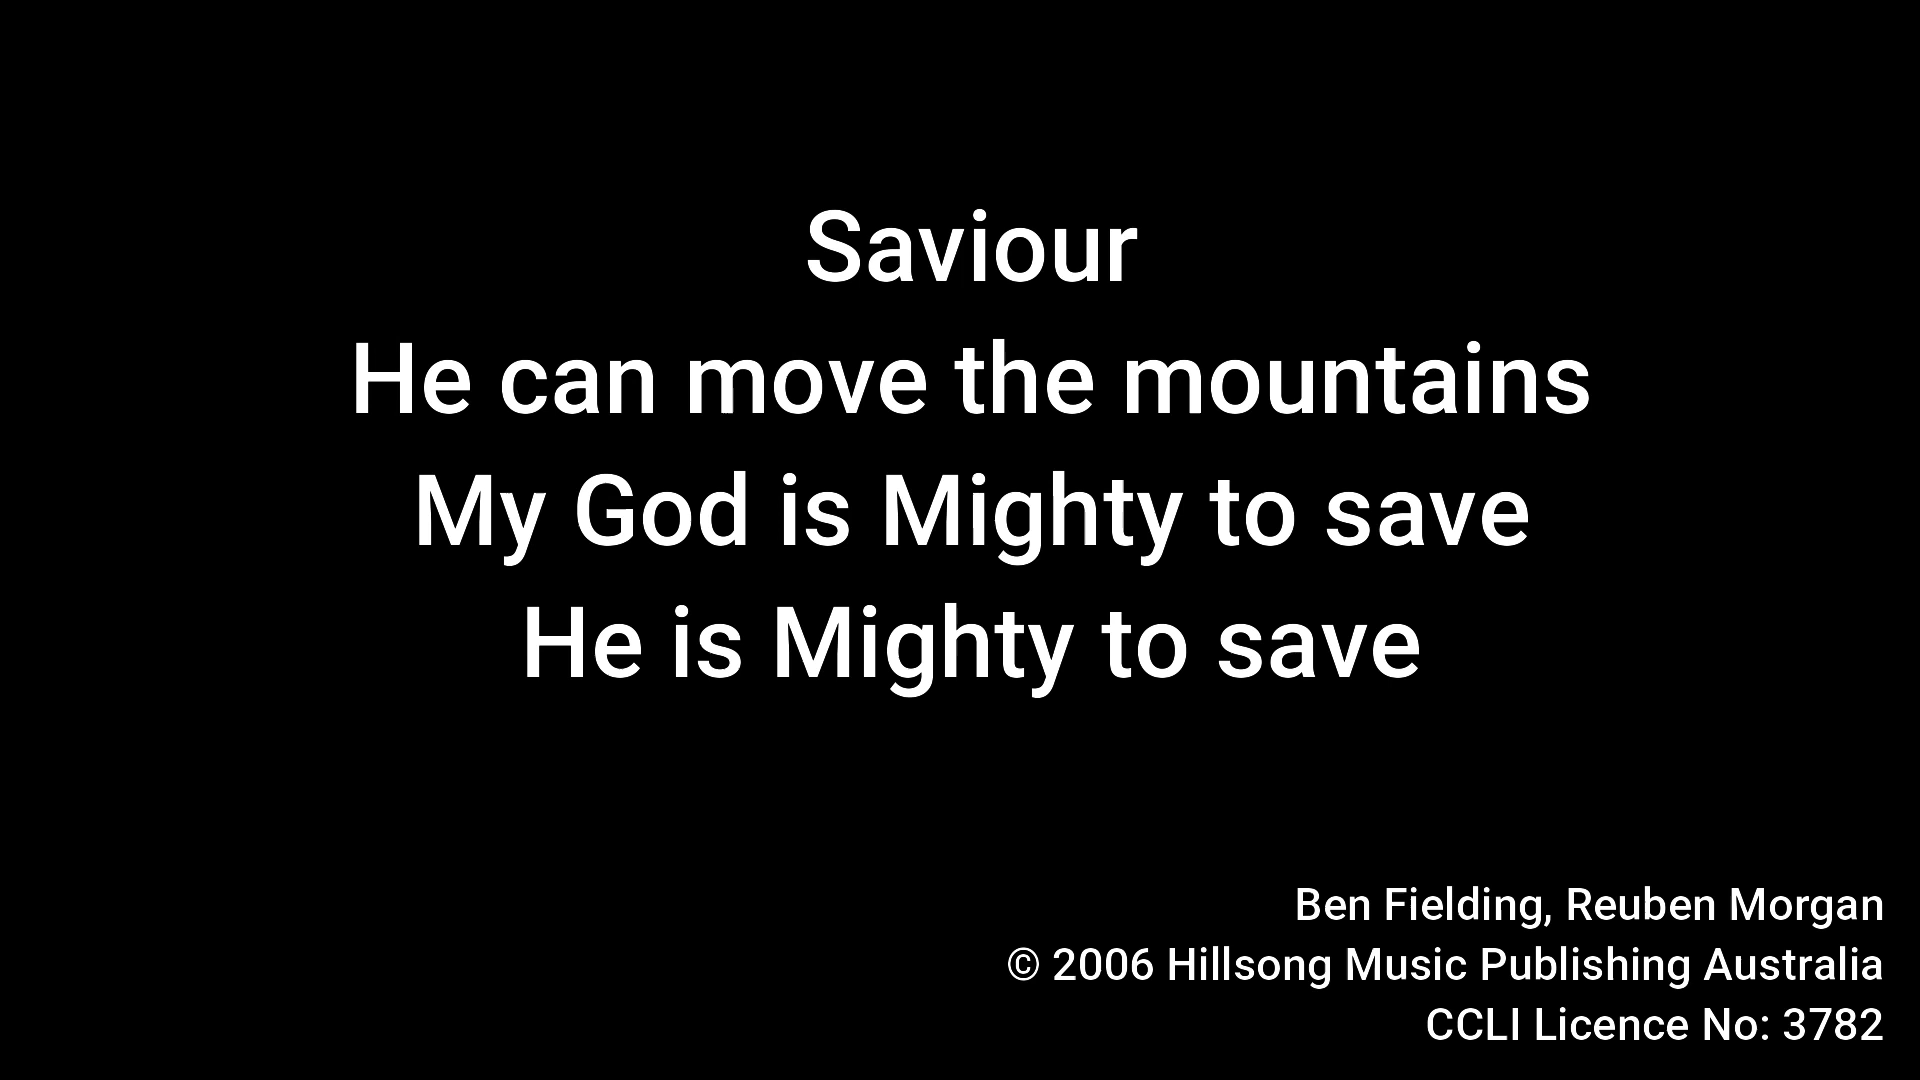 Saviour
He can move the mountains
My God is Mighty to save
He is Mighty to save
Ben Fielding, Reuben Morgan
© 2006 Hillsong Music Publishing Australia
CCLI Licence No: 3782